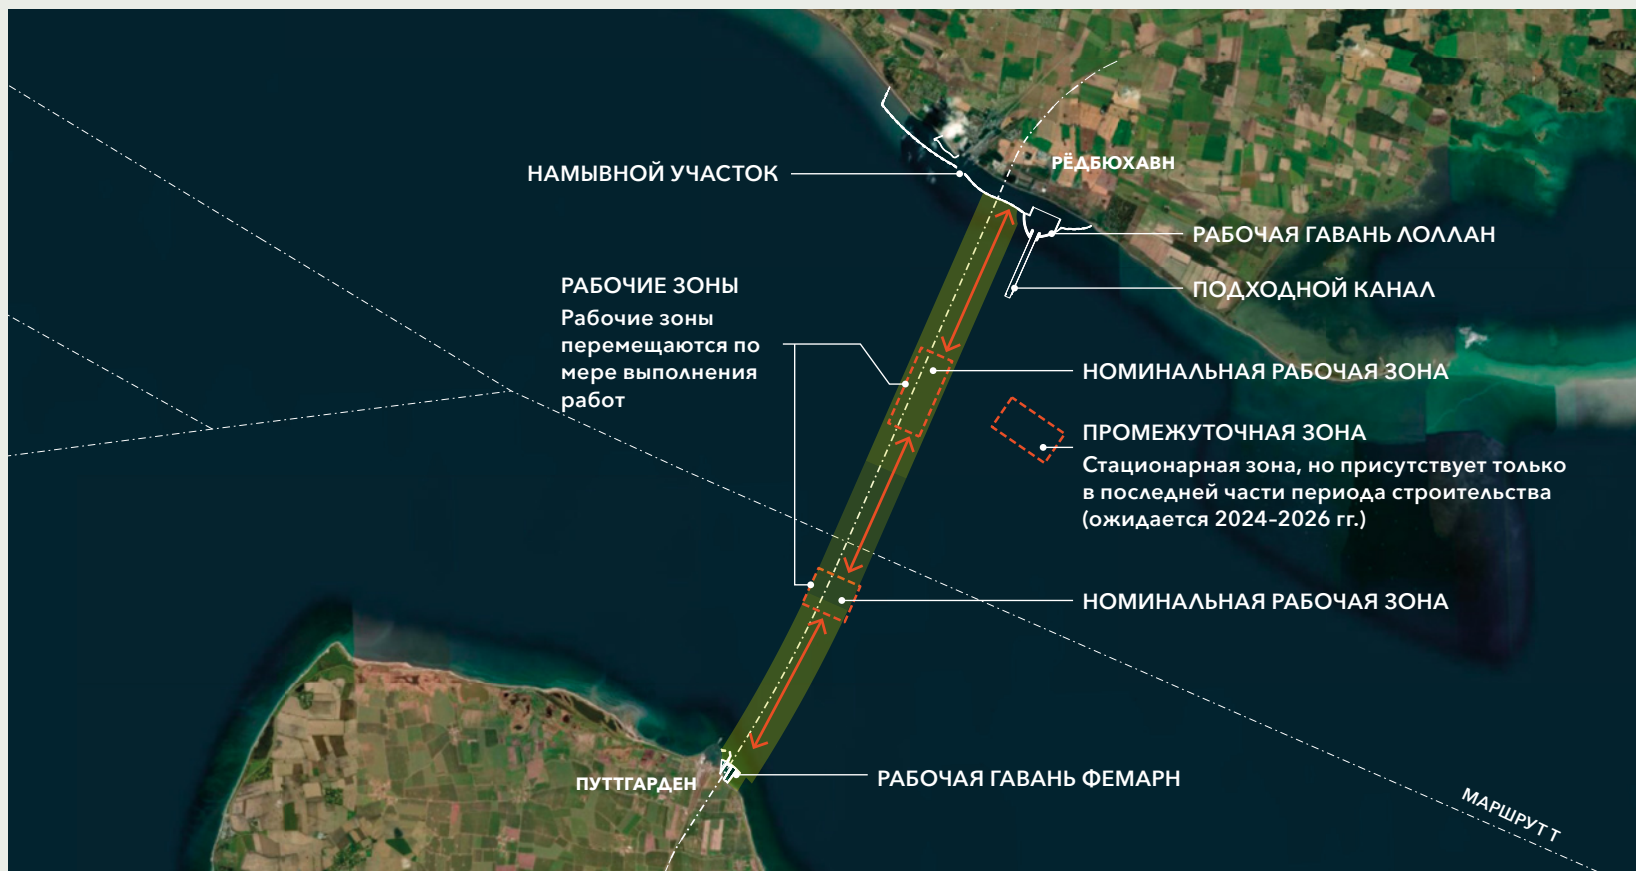 РЁДБЮХАВН
НАМЫВНОЙ УЧАСТОК
РАБОЧАЯ ГАВАНЬ ЛОЛЛАН
ПОДХОДНОЙ КАНАЛ
РАБОЧИЕ ЗОНЫ
Рабочие зоны
перемещаются по
мере выполнения
работ
НОМИНАЛЬНАЯ РАБОЧАЯ ЗОНА
ПРОМЕЖУТОЧНАЯ ЗОНА
Стационарная зона, но присутствует только
в последней части периода строительства
(ожидается 2024–2026 гг.)
НОМИНАЛЬНАЯ РАБОЧАЯ ЗОНА
ПУТТГАРДЕН
РАБОЧАЯ ГАВАНЬ ФЕМАРН
МАРШРУТ Т